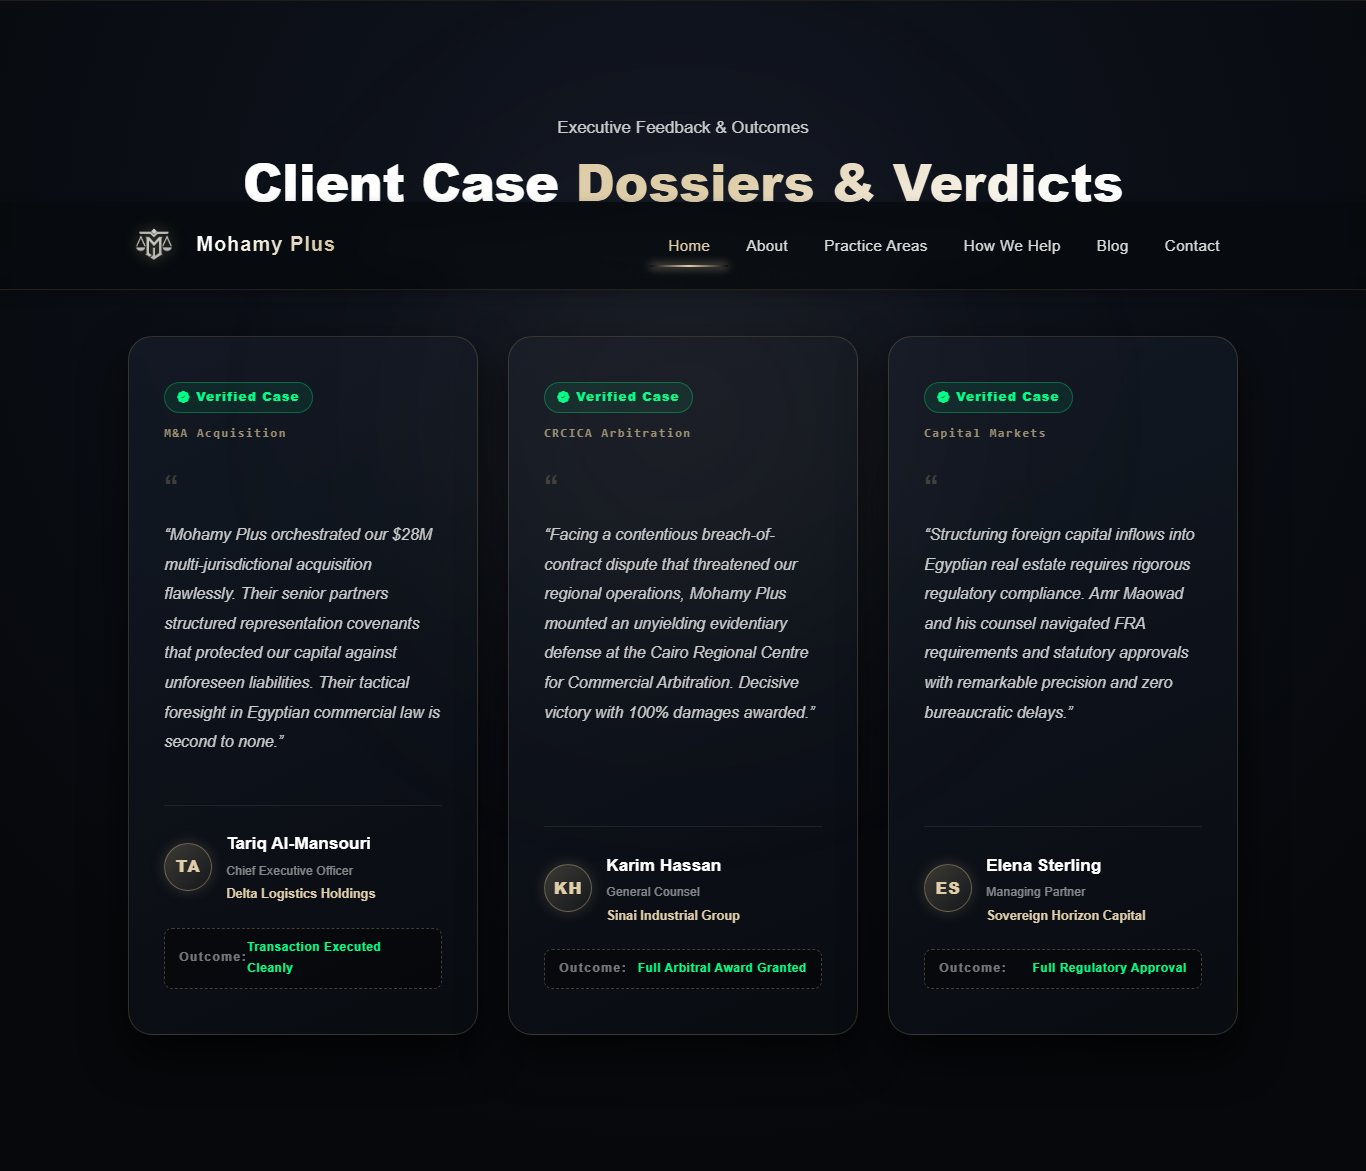 Executive Feedback & Outcomes
Client Case Dossiers & Verdicts
Mohamy Plus
Home
About
Practice Areas
How We Help
Blog
Contact
Verified Case
M&A Acquisition
“
“Mohamy Plus orchestrated our $28M
multi-jurisdictional acquisition
flawlessly. Their senior partners
structured representation covenants
that protected our capital against
unforeseen liabilities. Their tactical
foresight in Egyptian commercial law is
second to none.”
TA
Tariq Al-Mansouri
Chief Executive Officer
Delta Logistics Holdings
Outcome:
Transaction Executed
Cleanly
Verified Case
CRCICA Arbitration
“
“Facing a contentious breach-of-
contract dispute that threatened our
regional operations, Mohamy Plus
mounted an unyielding evidentiary
defense at the Cairo Regional Centre
for Commercial Arbitration. Decisive
victory with 100% damages awarded.”
KH
Karim Hassan
General Counsel
Sinai Industrial Group
Outcome:
Full Arbitral Award Granted
Verified Case
Capital Markets
“
“Structuring foreign capital inflows into
Egyptian real estate requires rigorous
regulatory compliance. Amr Maowad
and his counsel navigated FRA
requirements and statutory approvals
with remarkable precision and zero
bureaucratic delays.”
ES
Elena Sterling
Managing Partner
Sovereign Horizon Capital
Outcome:
Full Regulatory Approval